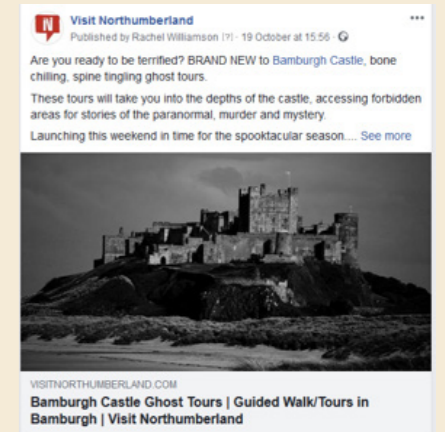 N
Visit Northumberland
Published by Rachel Williamson [?] · 19 October at 15:56 ·
Are you ready to be terrified? BRAND NEW to Bamburgh Castle, bone
chilling, spine tingling ghost tours.
These tours will take you into the depths of the castle, accessing forbidden
areas for stories of the paranormal, murder and mystery.
Launching this weekend in time for the spooktacular season.... See more
VISITNORTHUMBERLAND.COM
Bamburgh Castle Ghost Tours | Guided Walk/Tours in
Bamburgh | Visit Northumberland